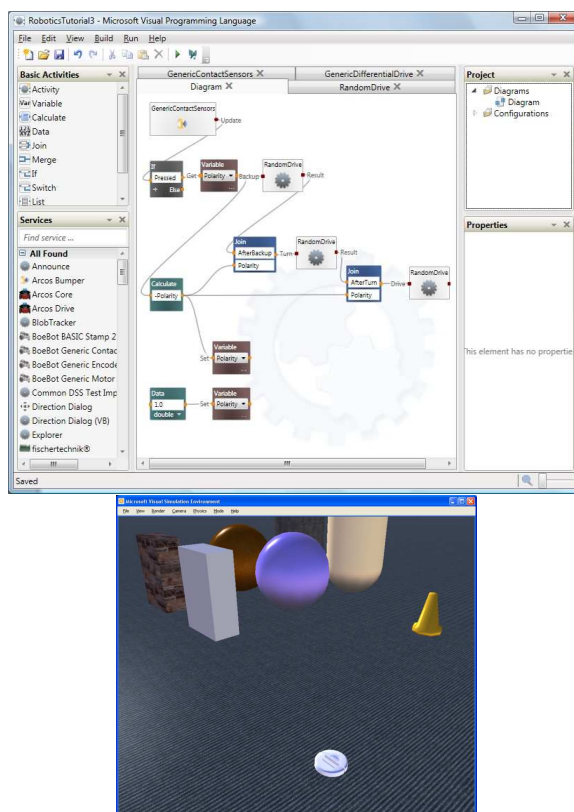 RoboticsTutorial3 - Microsoft Visual Programming Language
File Edit View Build Run Help
Basic Activities
Activity
Var Variable
Calculate
Data
Join
Merge
If
Switch
List
Services
Find service ...
All Found
Announce
Arcos Bumper
Arcos Core
Arcos Drive
BlobTracker
BoeBot BASIC Stamp 2
BoeBot Generic Contac
BoeBot Generic Encode
BoeBot Generic Motor
Common DSS Test Imp
Direction Dialog
Direction Dialog (VB)
Explorer
fischertechnik®
GenericContactSensors
GenericDifferentialDrive
Diagram
RandomDrive
GenericContactSensors
Update
If
Pressed
Else
Get
Variable
Polarity
Backup
RandomDrive
Result
Join
AfterBackup
Polarity
Turn
RandomDrive
Result
Join
AfterTurn
Polarity
Drive
RandomDrive
Calculate
-Polarity
Set
Variable
Polarity
Data
1.0
double
Set
Variable
Polarity
Project
Diagrams
Diagram
Configurations
Properties
This element has no propertie
Saved
Microsoft Visual Simulation Environment
File View Render Camera Physics Mode Help